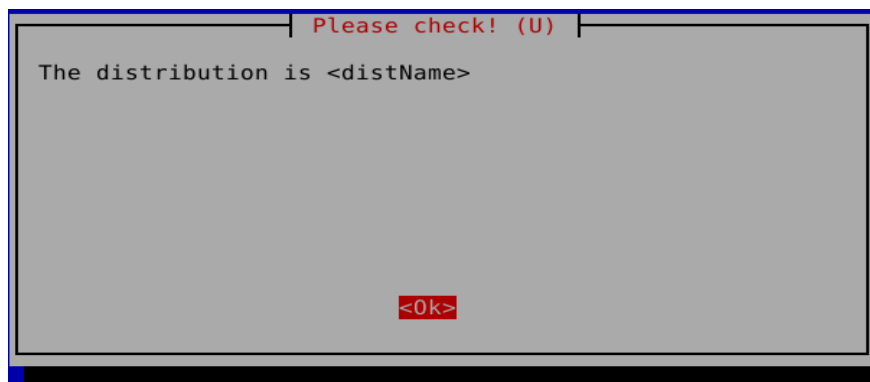 Please check! (U)
The distribution is <distName>
<Ok>